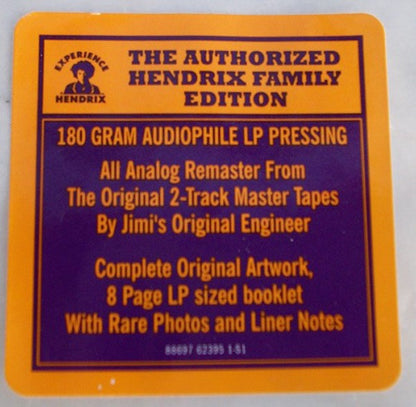 EXPERIENCE
HENDRIX
THE AUTHORIZED
HENDRIX FAMILY
EDITION
180 GRAM AUDIOPHILE LP PRESSING
All Analog Remaster From
The Original 2-Track Master Tapes
By Jimi's Original Engineer
Complete Original Artwork,
8 Page LP sized booklet
With Rare Photos and Liner Notes
88697 62395 1-S1